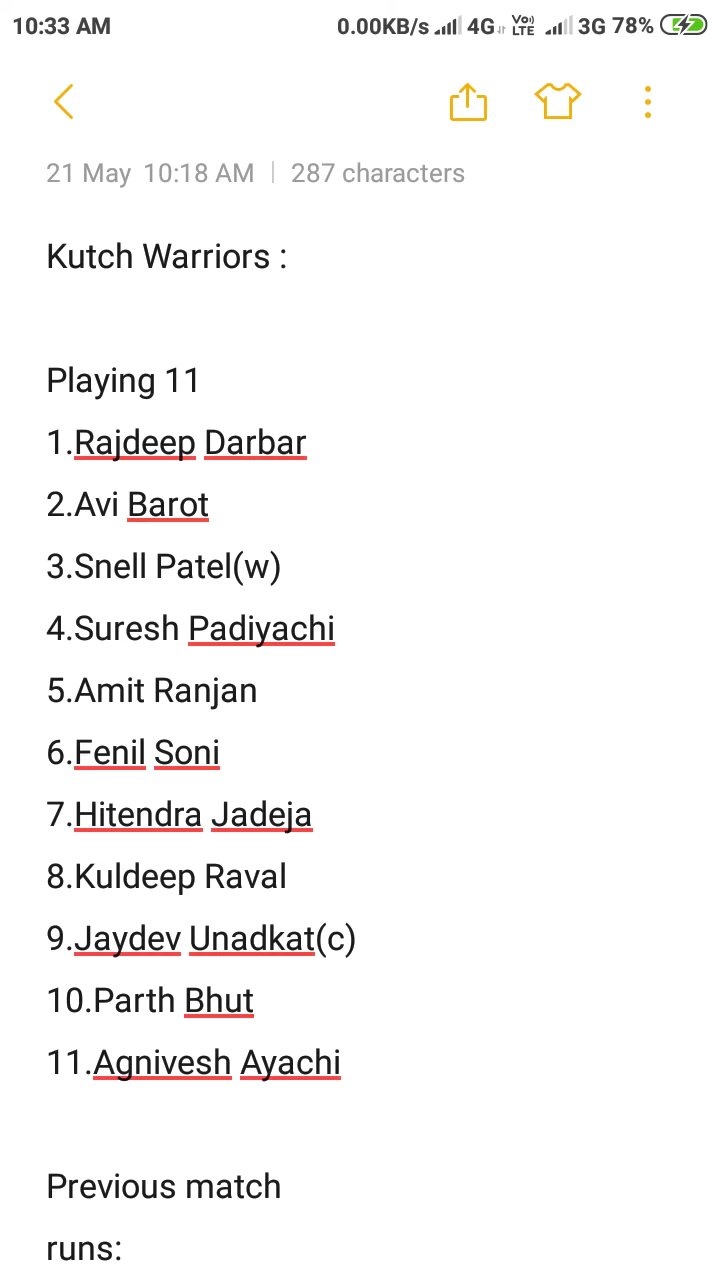 10:33 AM 0.00KB/s 4G VoLTE 3G 78%
21 May 10:18 AM | 287 characters
Kutch Warriors :
Playing 11
1.Rajdeep Darbar
2.Avi Barot
3.Snell Patel(w)
4.Suresh Padiyachi
5.Amit Ranjan
6.Fenil Soni
7.Hitendra Jadeja
8.Kuldeep Raval
9.Jaydev Unadkat(c)
10.Parth Bhut
11.Agnivesh Ayachi
Previous match
runs: